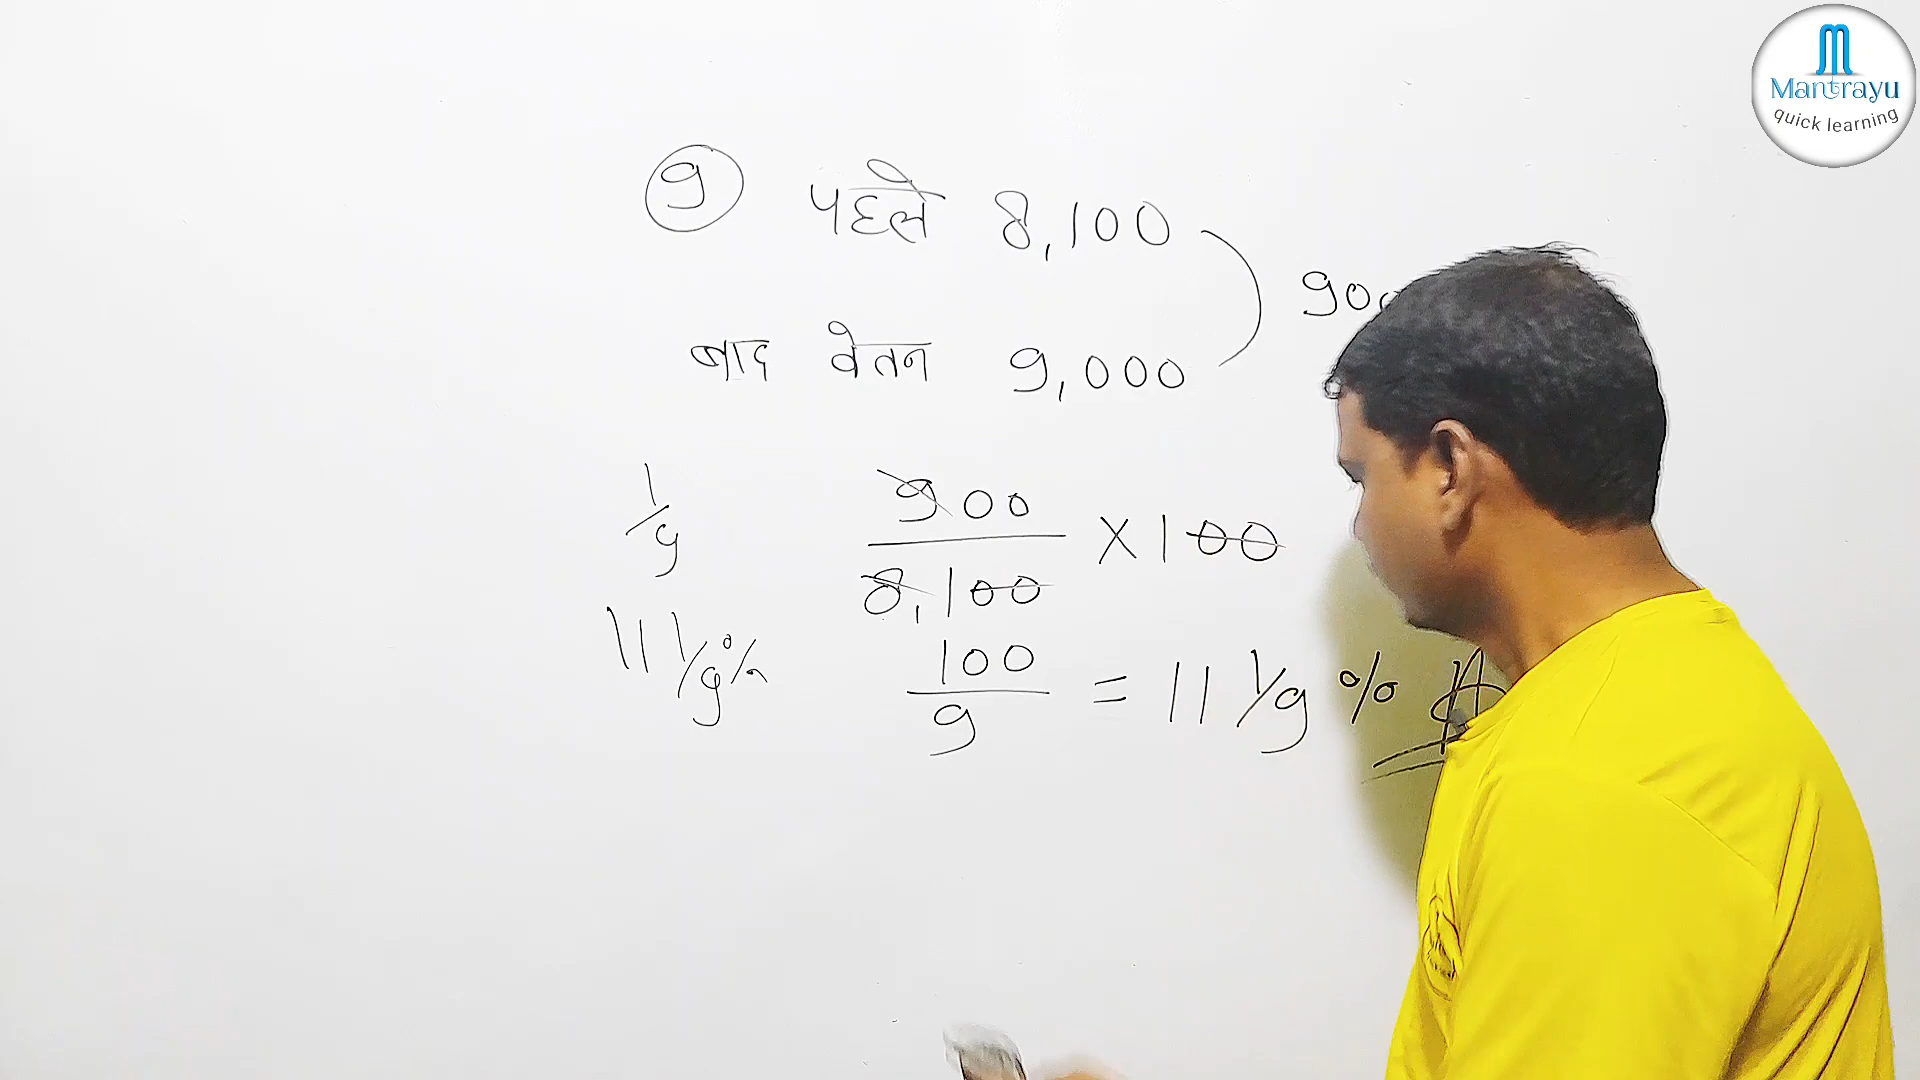 Mantrayu
quick learning
9 पहले 8,100
900
बाद वेतन 9,000
1/9
900/8,100 × 100
11 1/9 %
100/9 = 11 1/9 % A